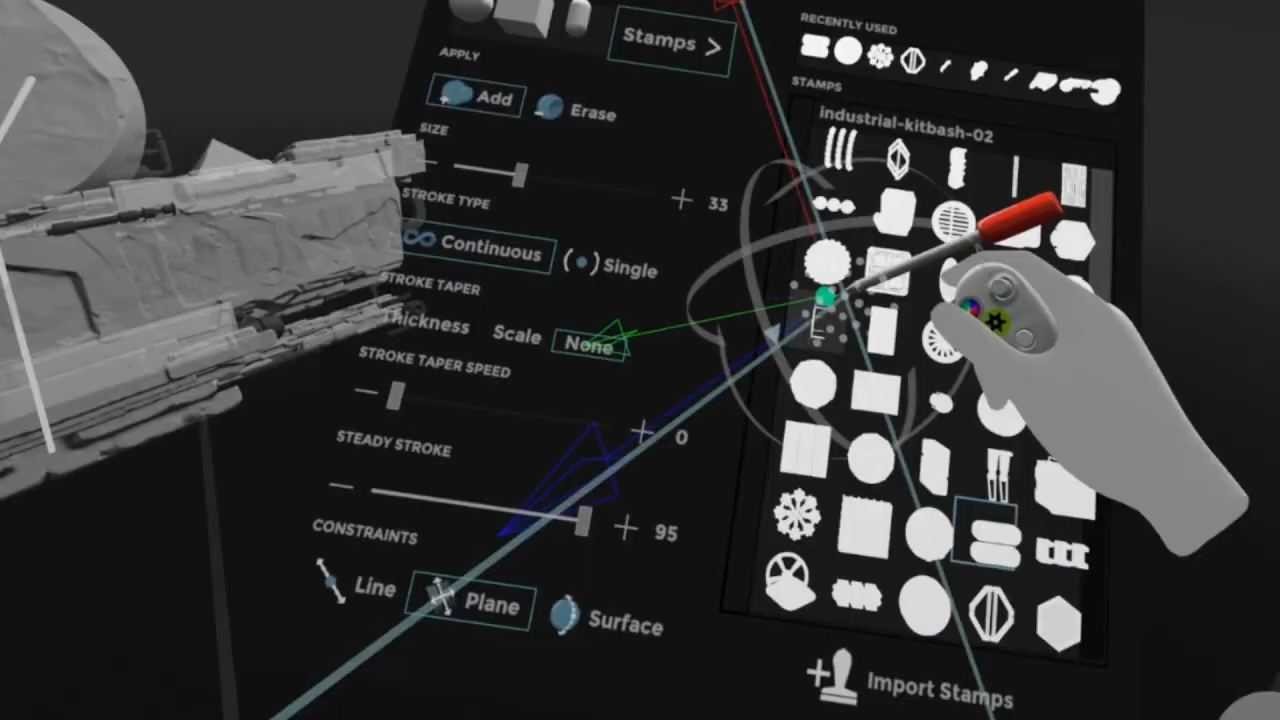 Stamps >
APPLY
Add
Erase
SIZE
33
STROKE TYPE
Continuous
Single
STROKE TAPER
Thickness
Scale
None
STROKE TAPER SPEED
0
STEADY STROKE
95
CONSTRAINTS
Line
Plane
Surface
RECENTLY USED
STAMPS
industrial-kitbash-02
Import Stamps